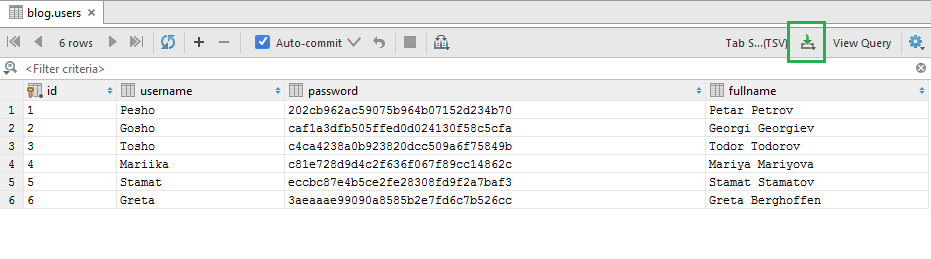 blog.users
6 rows Auto-commit Tab S...(TSV) View Query
<Filter criteria>
id username password fullname
1 1 Pesho 202cb962ac59075b964b07152d234b70 Petar Petrov
2 2 Gosho caf1a3dfb505ffed0d024130f58c5cfa Georgi Georgiev
3 3 Tosho c4ca4238a0b923820dcc509a6f75849b Todor Todorov
4 4 Mariika c81e728d9d4c2f636f067f89cc14862c Mariya Mariyova
5 5 Stamat eccbc87e4b5ce2fe28308fd9f2a7baf3 Stamat Stamatov
6 6 Greta 3aeaaae99090a8585b2e7fd6c7b526cc Greta Berghoffen